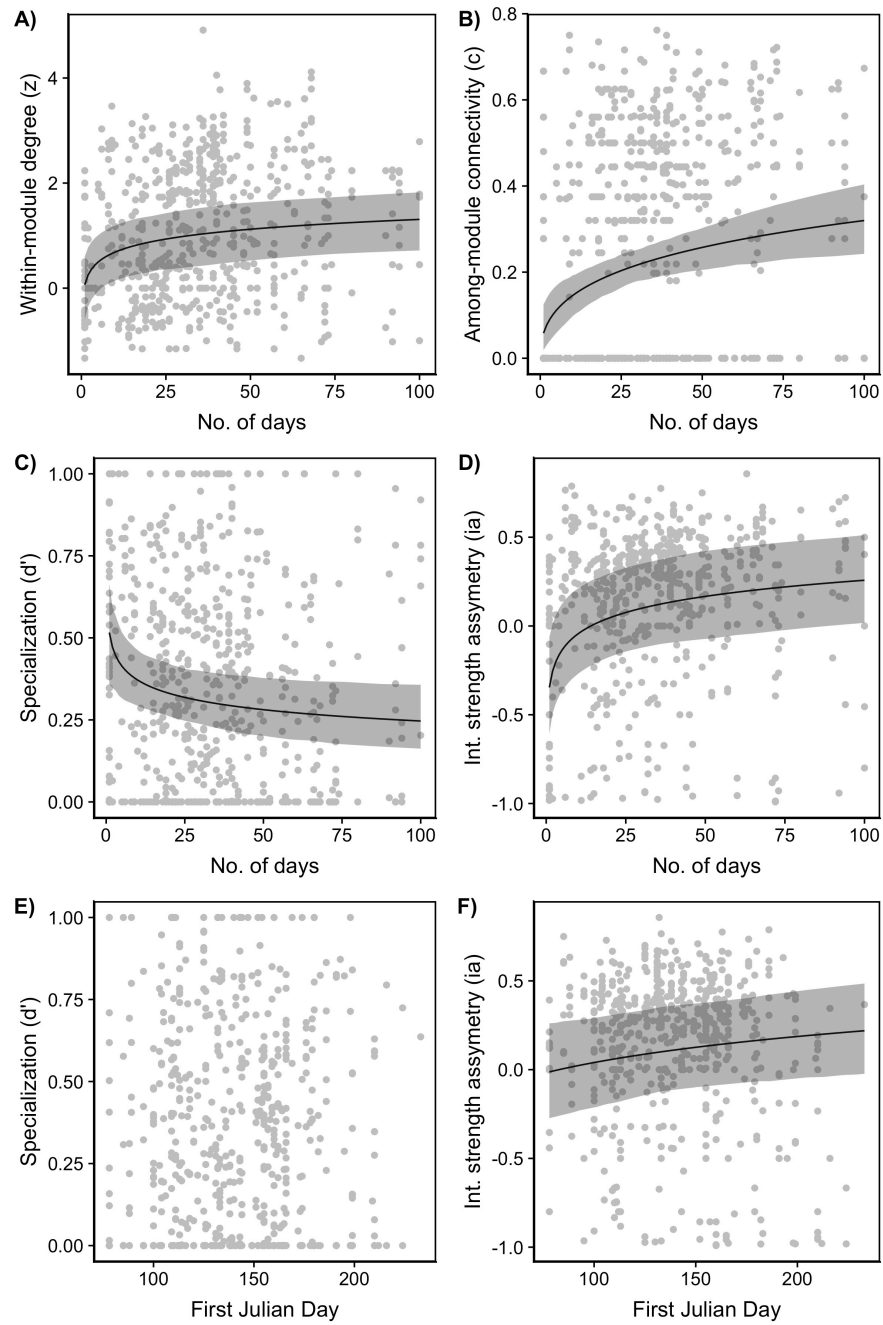 A)
Within-module degree (z)
4
2
0
0 25 50 75 100
No. of days
B)
Among-module connectivity (c)
0.8
0.6
0.4
0.2
0.0
0 25 50 75 100
No. of days
C)
Specialization (d')
1.00
0.75
0.50
0.25
0.00
0 25 50 75 100
No. of days
D)
Int. strength assymetry (ia)
0.5
0.0
-0.5
-1.0
0 25 50 75 100
No. of days
E)
Specialization (d')
1.00
0.75
0.50
0.25
0.00
100 150 200
First Julian Day
F)
Int. strength assymetry (ia)
0.5
0.0
-0.5
-1.0
100 150 200
First Julian Day